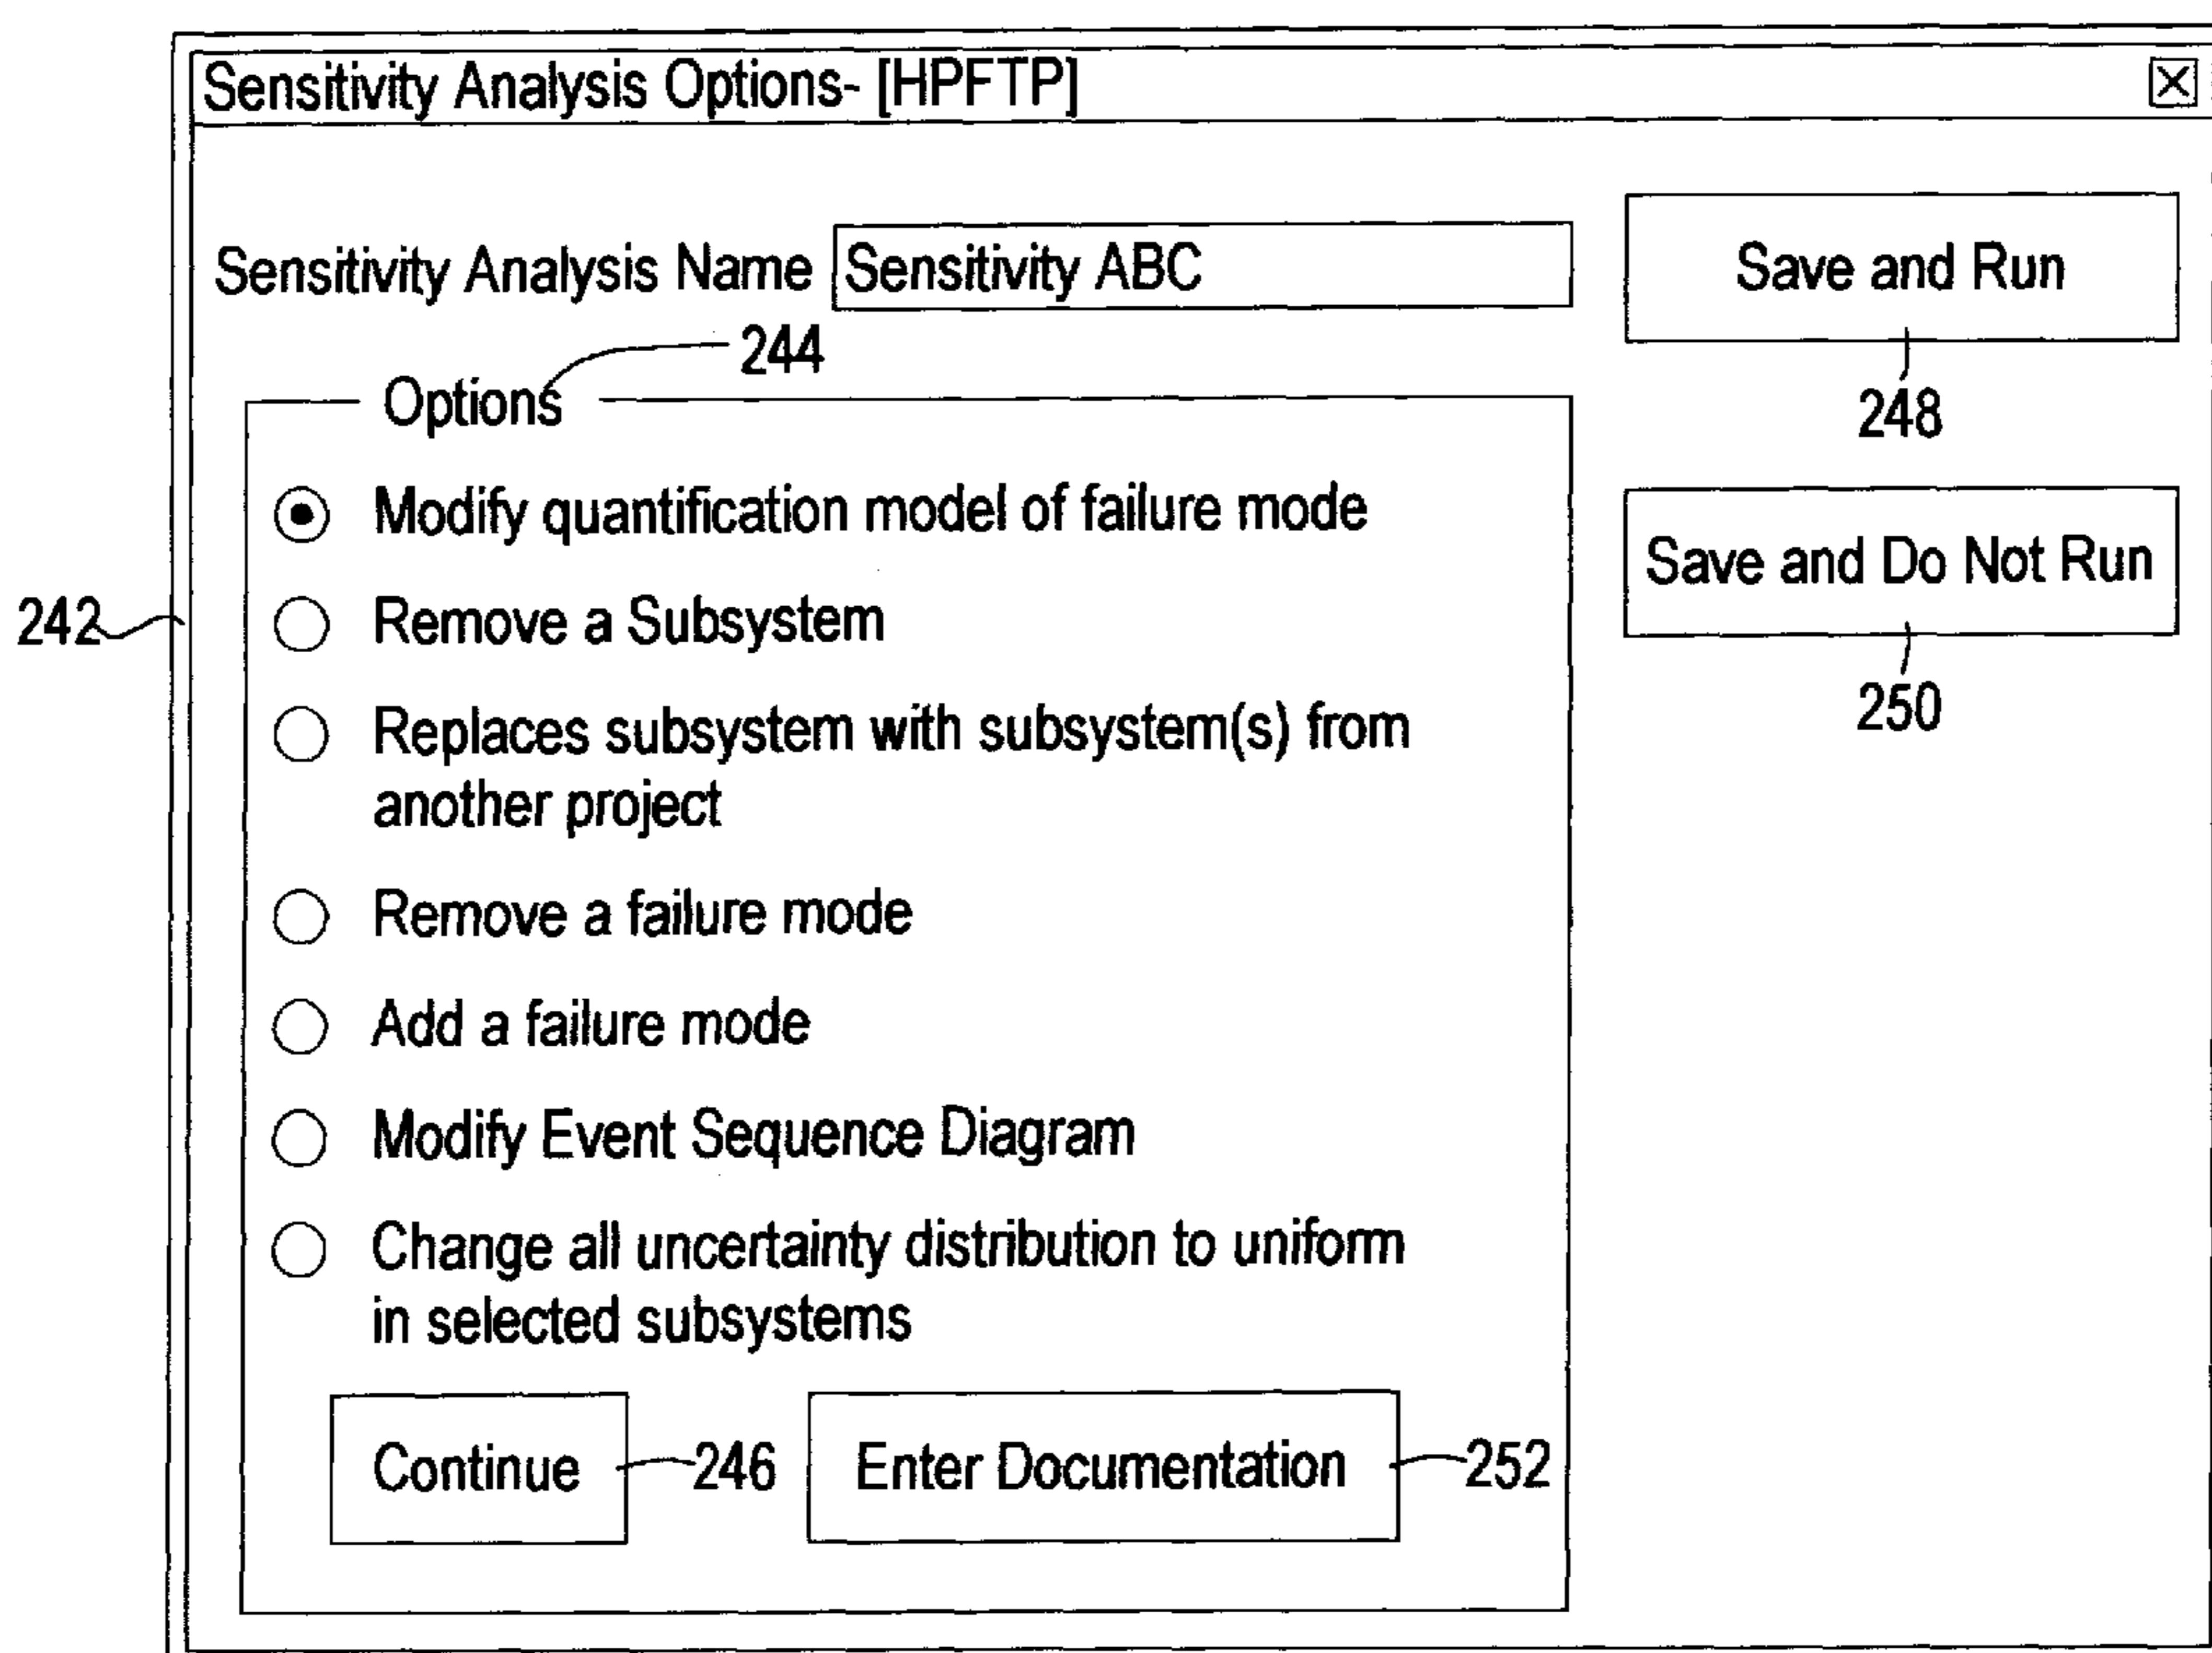 Sensitivity Analysis Options- [HPFTP]
Sensitivity Analysis Name Sensitivity ABC
Save and Run
244
248
Options
Modify quantification model of failure mode
Save and Do Not Run
242
Remove a Subsystem
250
Replaces subsystem with subsystem(s) from
another project
Remove a failure mode
Add a failure mode
Modify Event Sequence Diagram
Change all uncertainty distribution to uniform
in selected subsystems
Continue 246 Enter Documentation 252